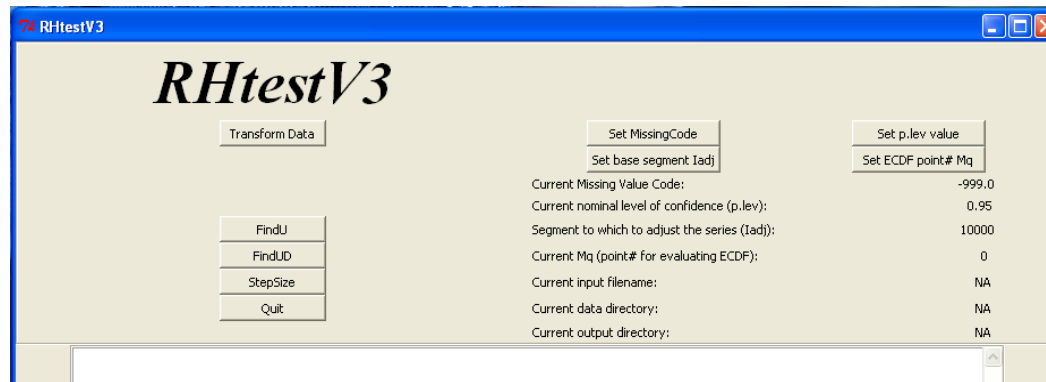 RHtestV3
RHtestV3
Transform Data
Set MissingCode
Set p.lev value
Set base segment Iadj
Set ECDF point# Mq
Current Missing Value Code: -999.0
Current nominal level of confidence (p.lev): 0.95
FindU
Segment to which to adjust the series (Iadj): 10000
FindUD
Current Mq (point# for evaluating ECDF): 0
StepSize
Current input filename: NA
Quit
Current data directory: NA
Current output directory: NA